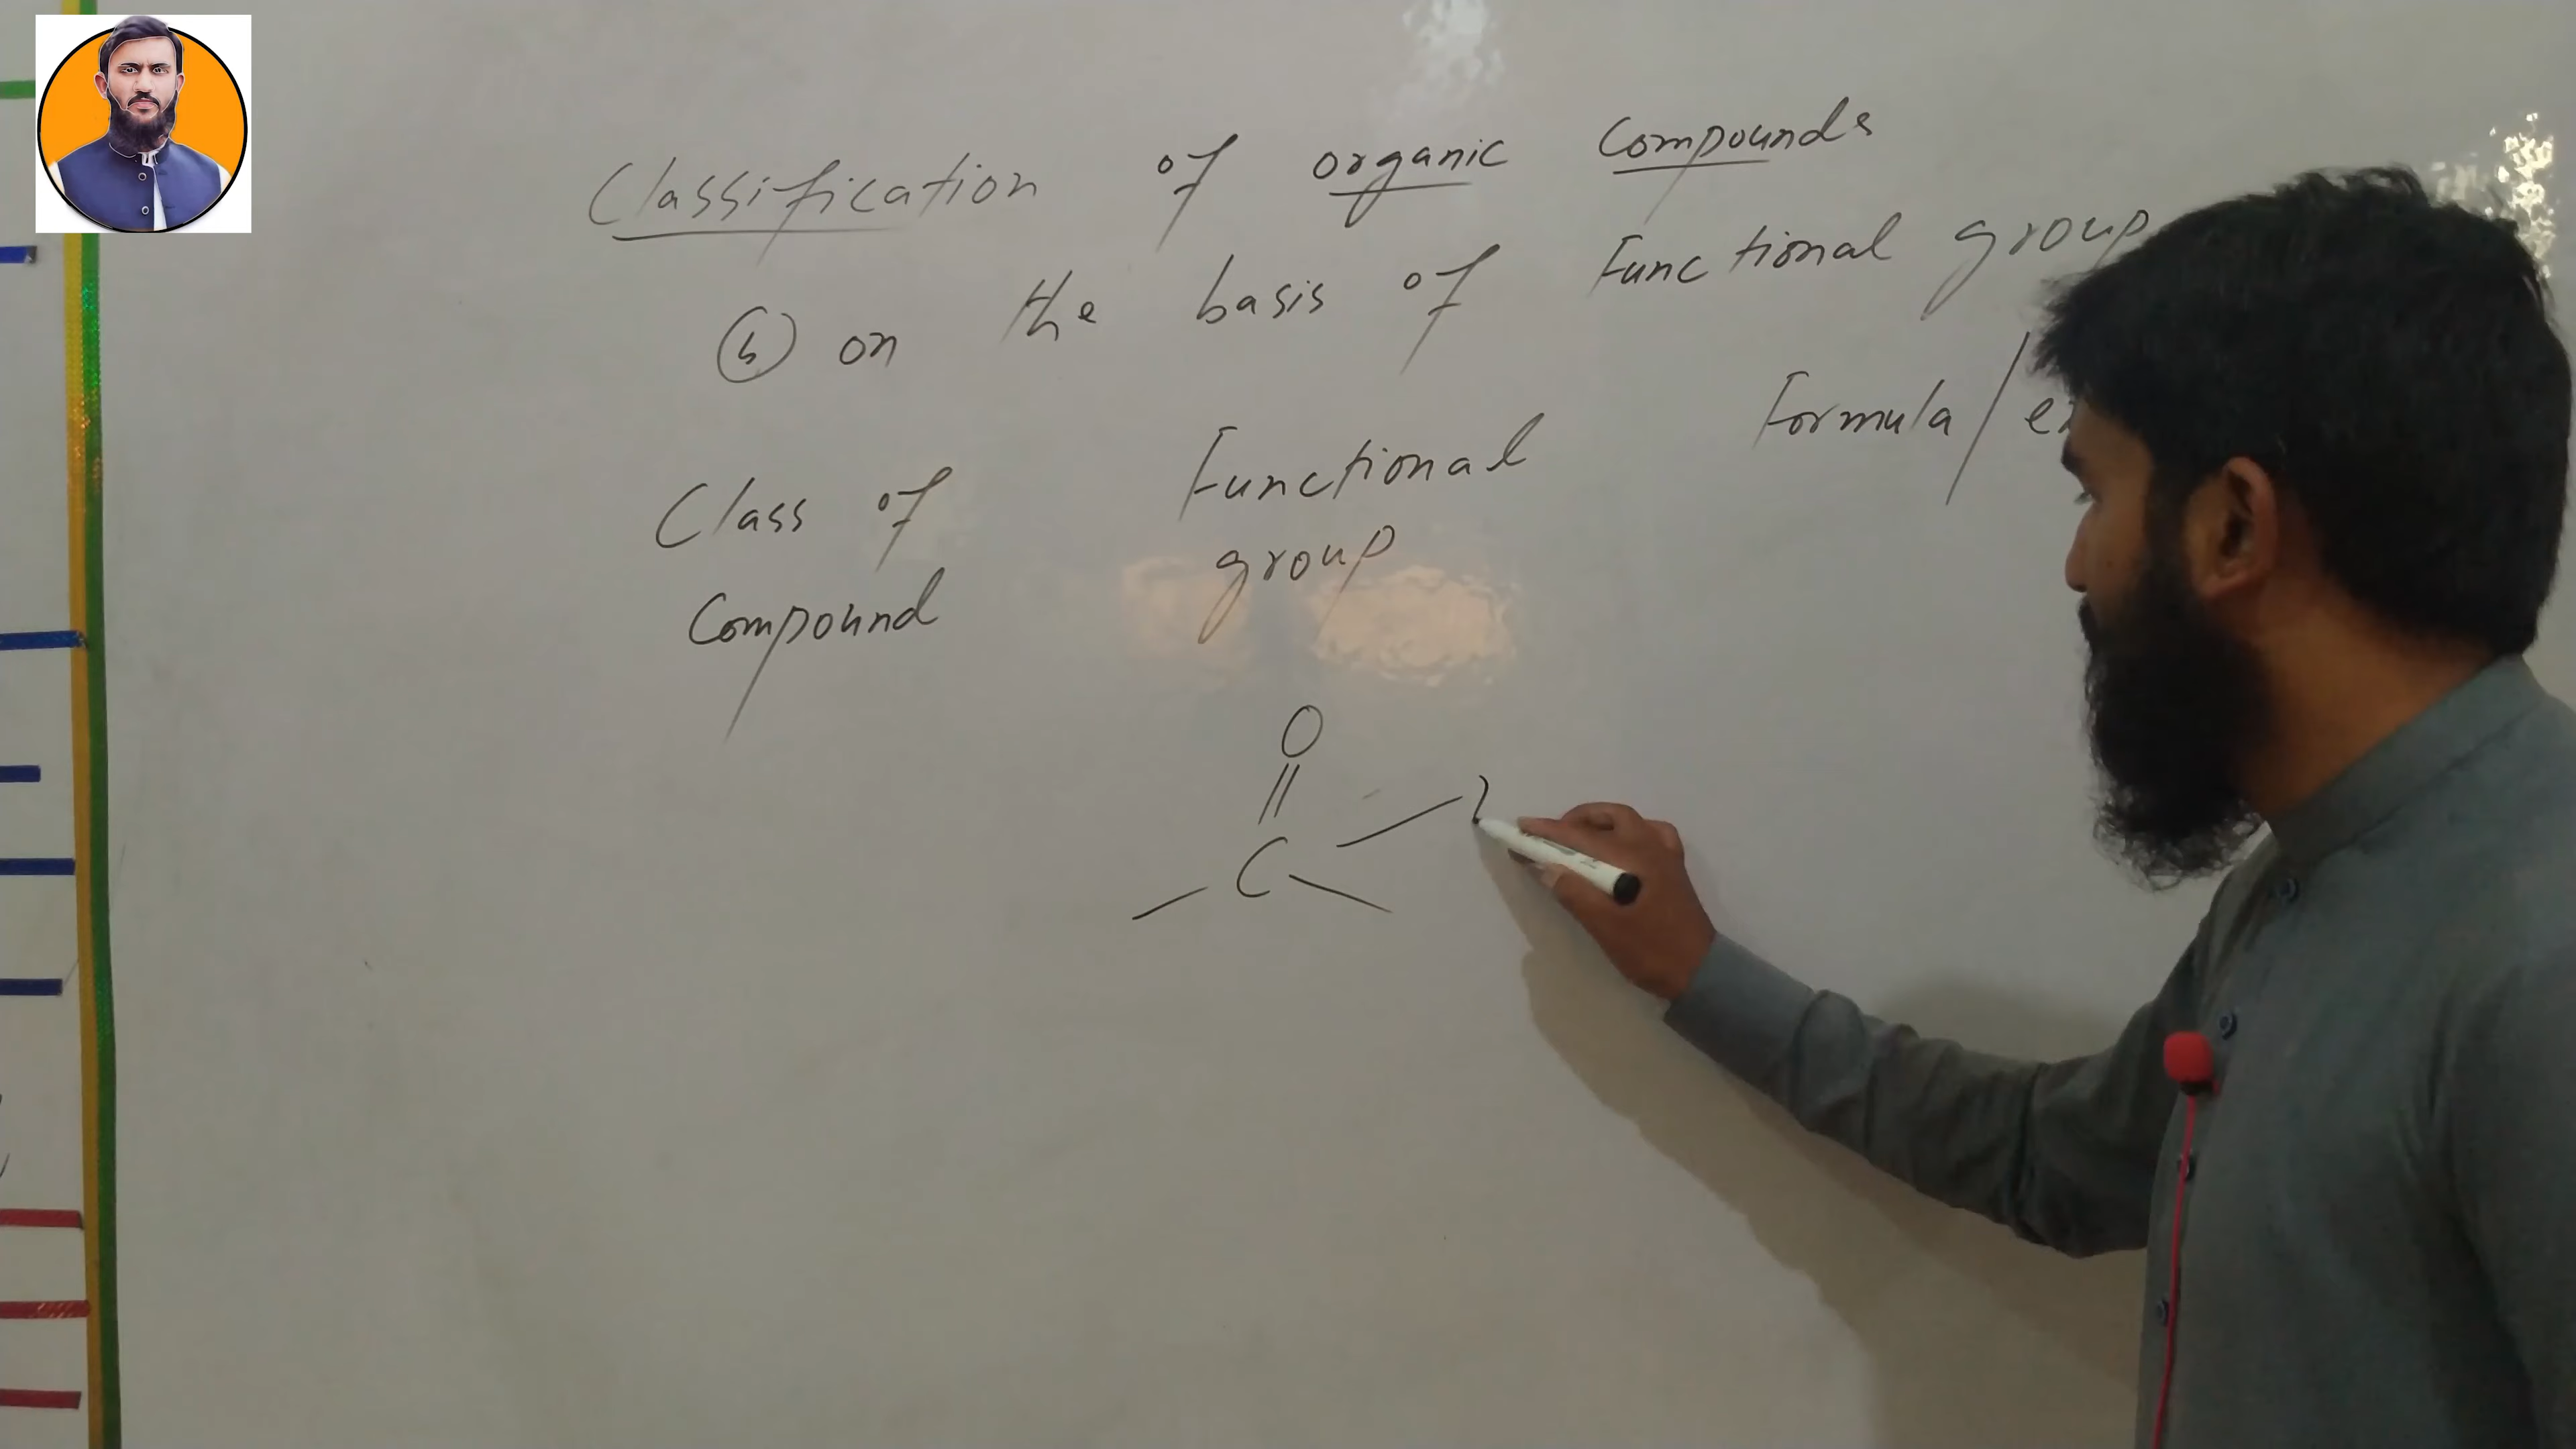 Classification of organic compounds
(b) on the basis of Functional group
Class of Compound
Functional group
Formula /
O
C